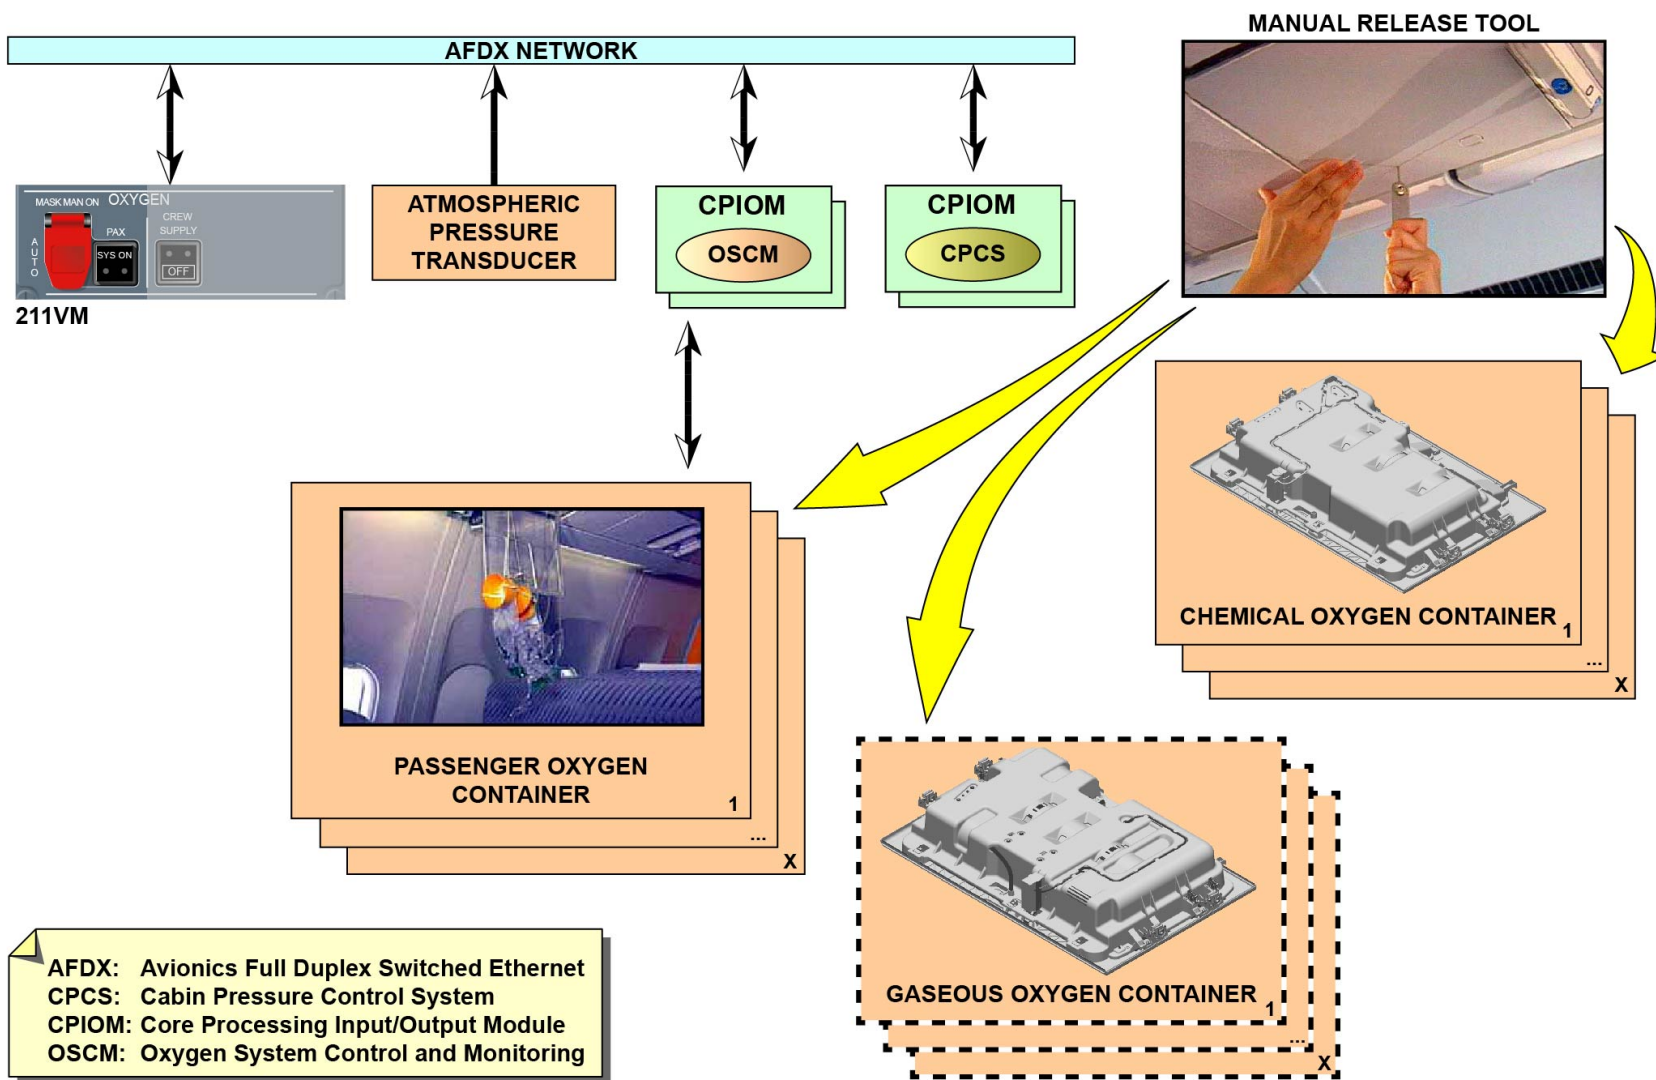 MANUAL RELEASE TOOL
AFDX NETWORK
MASK MAN ON
OXYGEN
CREW
SUPPLY
PAX
AUTO
SYS ON
OFF
211VM
ATMOSPHERIC
PRESSURE
TRANSDUCER
CPIOM
OSCM
CPIOM
CPCS
CHEMICAL OXYGEN CONTAINER 1
...
X
PASSENGER OXYGEN
CONTAINER
1
...
X
GASEOUS OXYGEN CONTAINER 1
...
X
AFDX: Avionics Full Duplex Switched Ethernet
CPCS: Cabin Pressure Control System
CPIOM: Core Processing Input/Output Module
OSCM: Oxygen System Control and Monitoring